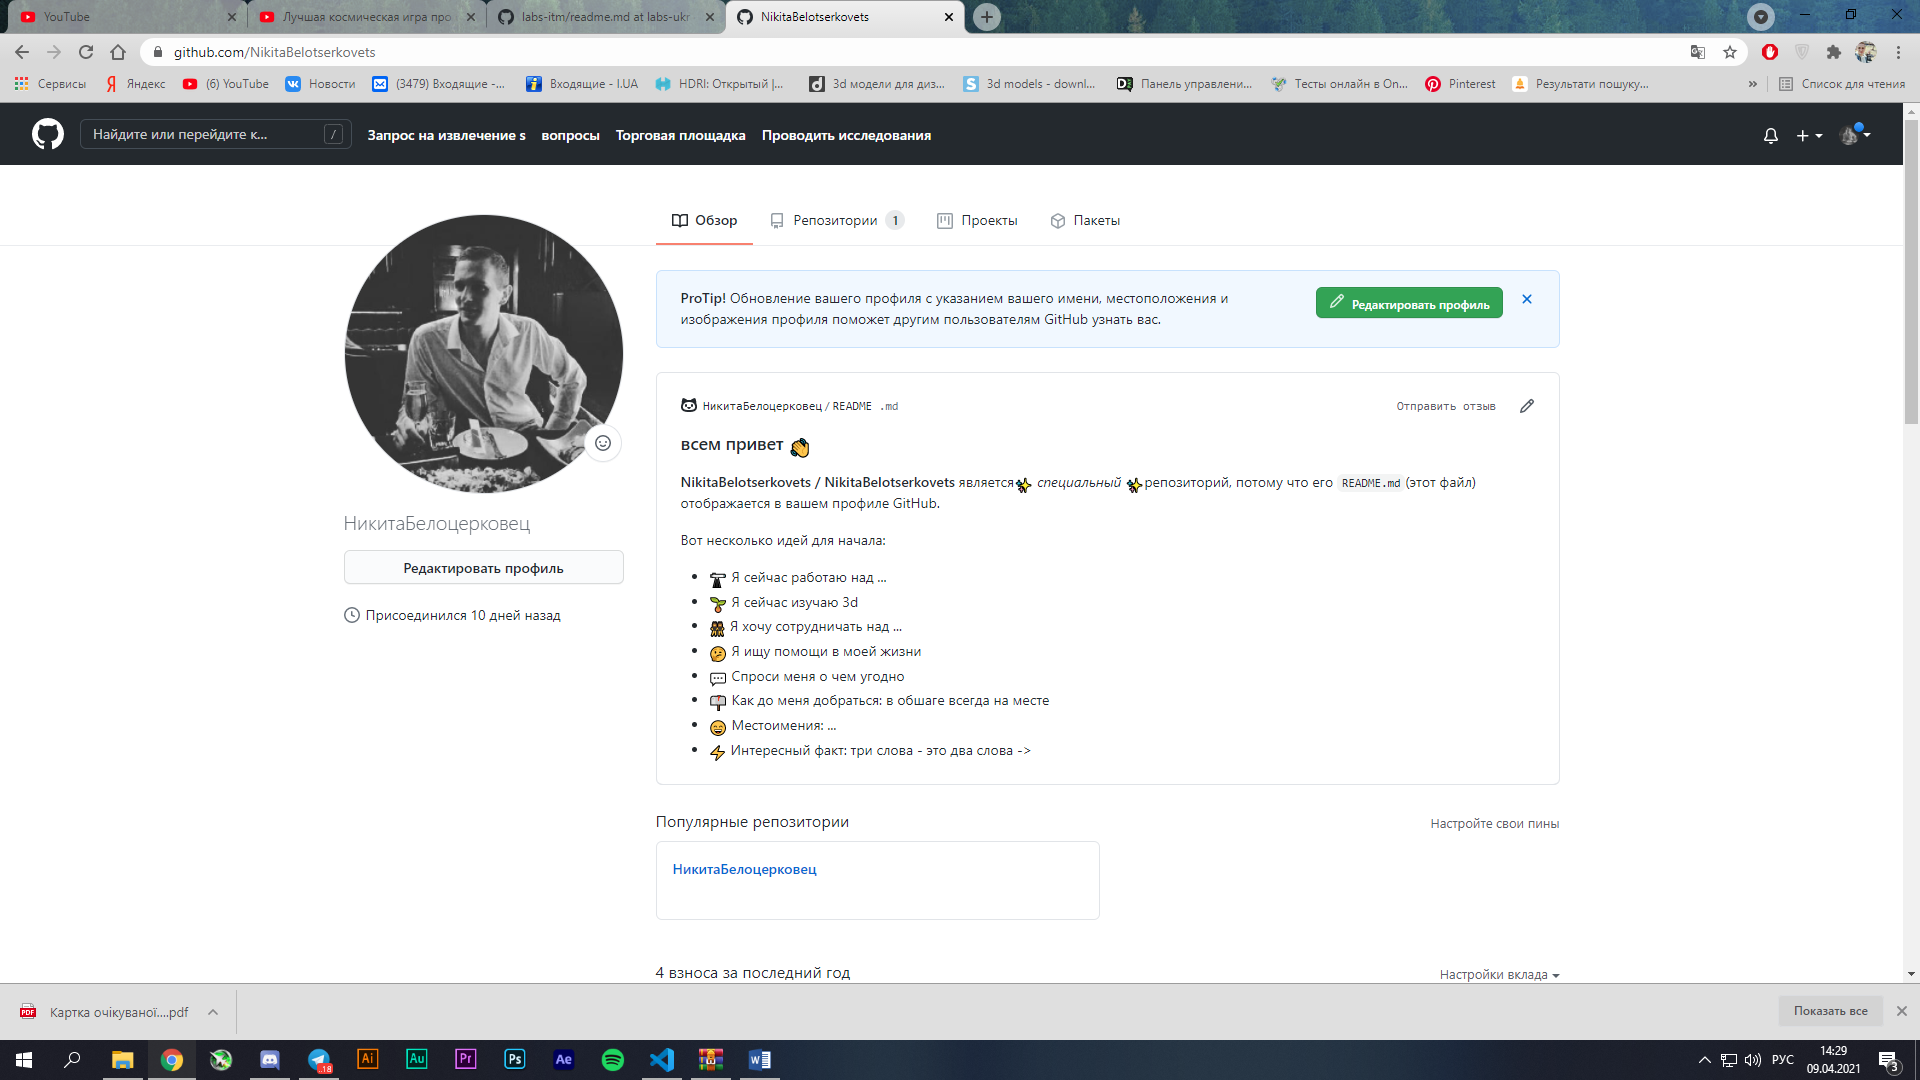 YouTube
Лучшая космическая игра про
labs-itm/readme.md at labs-ukr
NikitaBelotserkovets
github.com/NikitaBelotserkovets
Сервисы
Яндекс
(6) YouTube
Новости
(3479) Входящие -...
Входящие - I.UA
HDRI: Открытый |...
3d модели для диз...
3d models - downl...
Панель управлени...
Тесты онлайн в On...
Pinterest
Результати пошуку...
»
Список для чтения
Найдите или перейдите к...
/
Запрос на извлечение s
вопросы
Торговая площадка
Проводить исследования
Обзор
Репозитории 1
Проекты
Пакеты
ProTip! Обновление вашего профиля с указанием вашего имени, местоположения и
изображения профиля поможет другим пользователям GitHub узнать вас.
Редактировать профиль
НикитаБелоцерковец/README .md
Отправить отзыв
всем привет 👋
NikitaBelotserkovets / NikitaBelotserkovets является✨ специальный ✨репозиторий, потому что его README.md (этот файл)
отображается в вашем профиле GitHub.
Вот несколько идей для начала:
Я сейчас работаю над ...
Я сейчас изучаю 3d
Я хочу сотрудничать над ...
Я ищу помощи в моей жизни
Спроси меня о чем угодно
Как до меня добраться: в обшаге всегда на месте
Местоимения: ...
Интересный факт: три слова - это два слова ->
НикитаБелоцерковец
Редактировать профиль
Присоединился 10 дней назад
Популярные репозитории
Настройте свои пины
НикитаБелоцерковец
4 взноса за последний год
Настройки вклада
Картка очікуваної....pdf
Показать все
PDF
.18
Ai
Au
Pr
Ps
Ae
РУС
14:29
09.04.2021
3